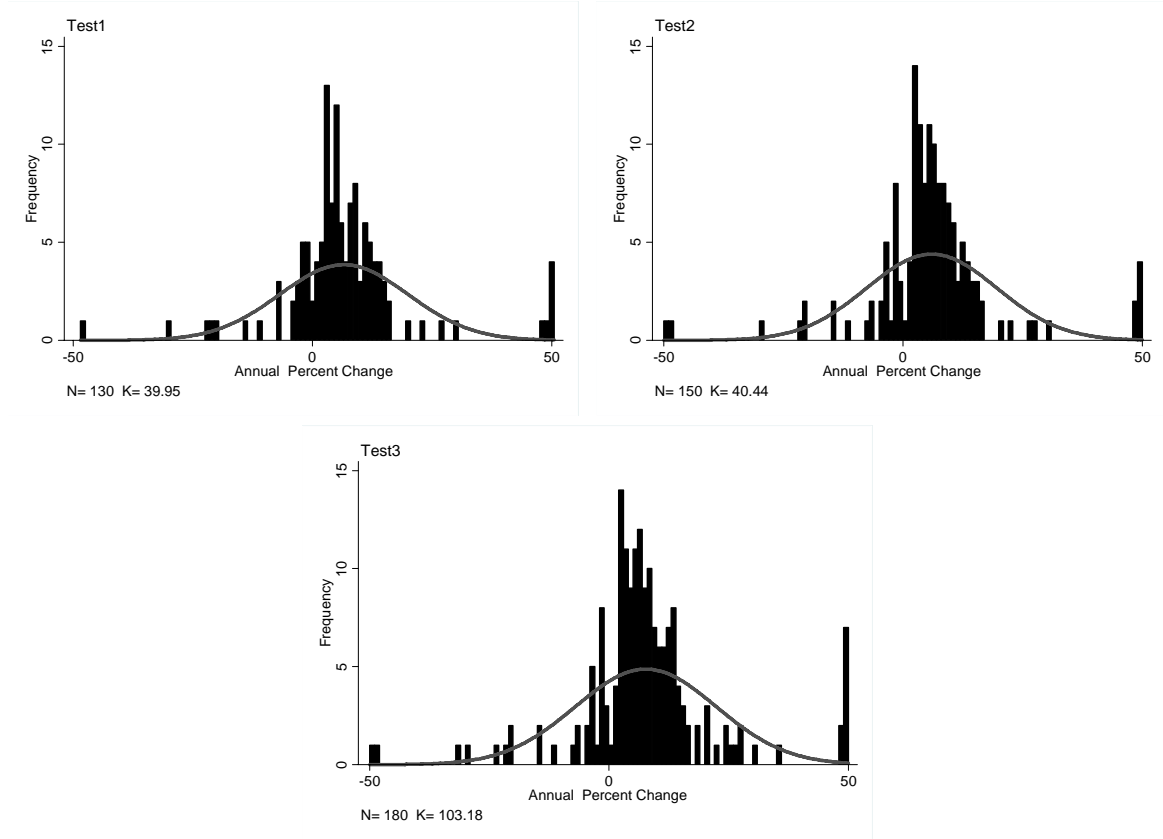 Test1
15
10
5
0
Frequency
-50 0 50
Annual Percent Change
N= 130 K= 39.95
Test2
15
10
5
0
Frequency
-50 0 50
Annual Percent Change
N= 150 K= 40.44
Test3
15
10
5
0
Frequency
-50 0 50
Annual Percent Change
N= 180 K= 103.18